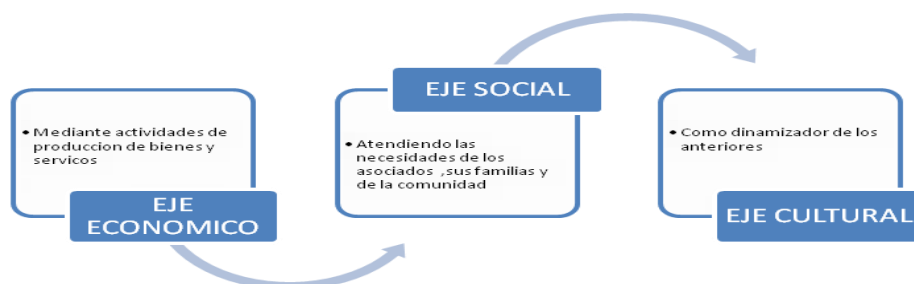 • Mediante actividades de
produccion de bienes y
servicos
EJE
ECONOMICO
EJE SOCIAL
• Atendiendo las
necesidades de los
asociados ,sus familias y
de la comunidad
• Como dinamizador de los
anteriores
EJE CULTURAL